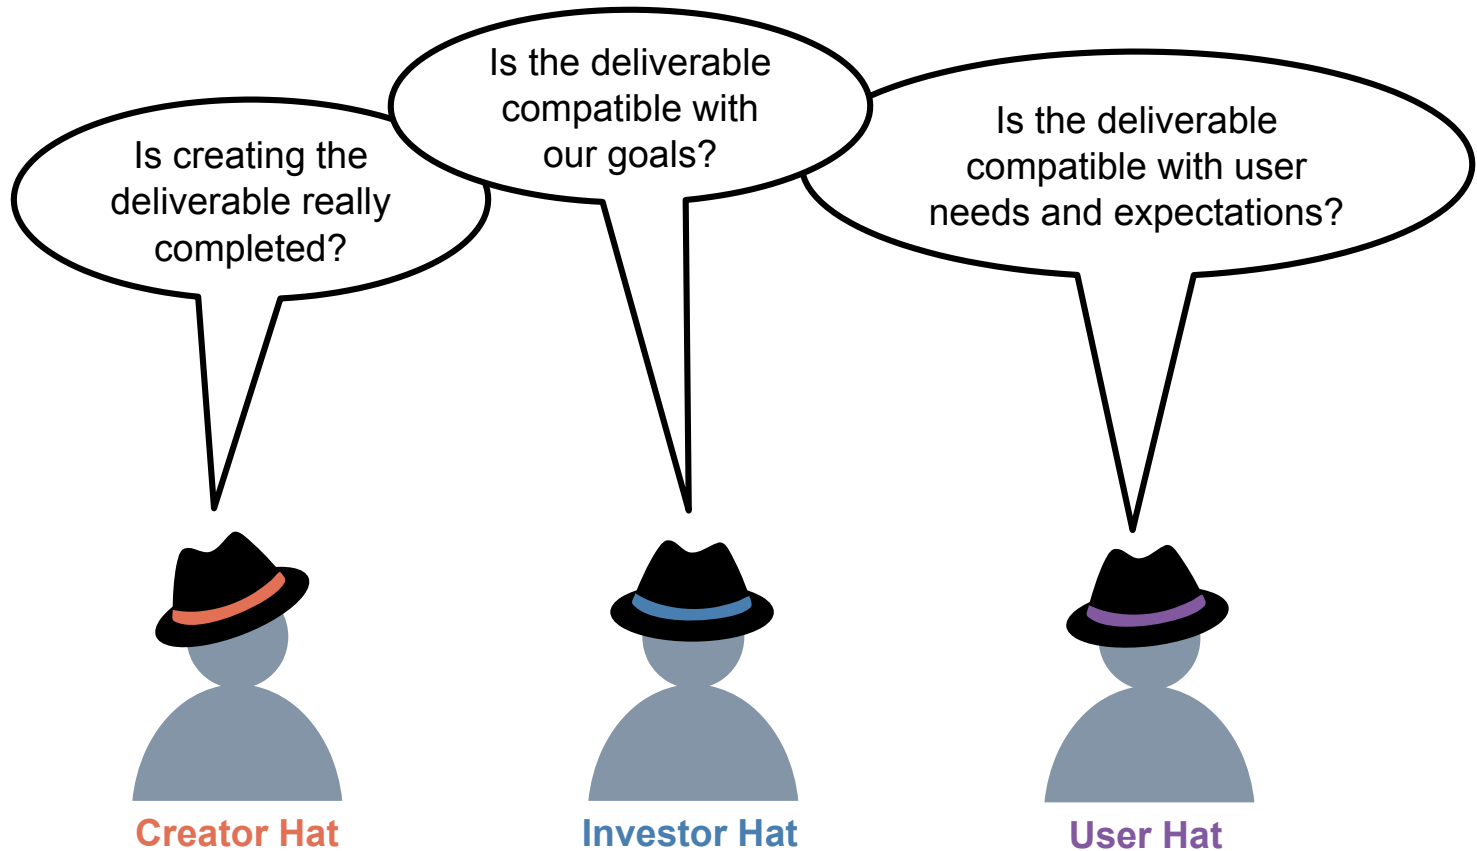 Is creating the
deliverable really
completed?
Is the deliverable
compatible with
our goals?
Is the deliverable
compatible with user
needs and expectations?
Creator Hat
Investor Hat
User Hat